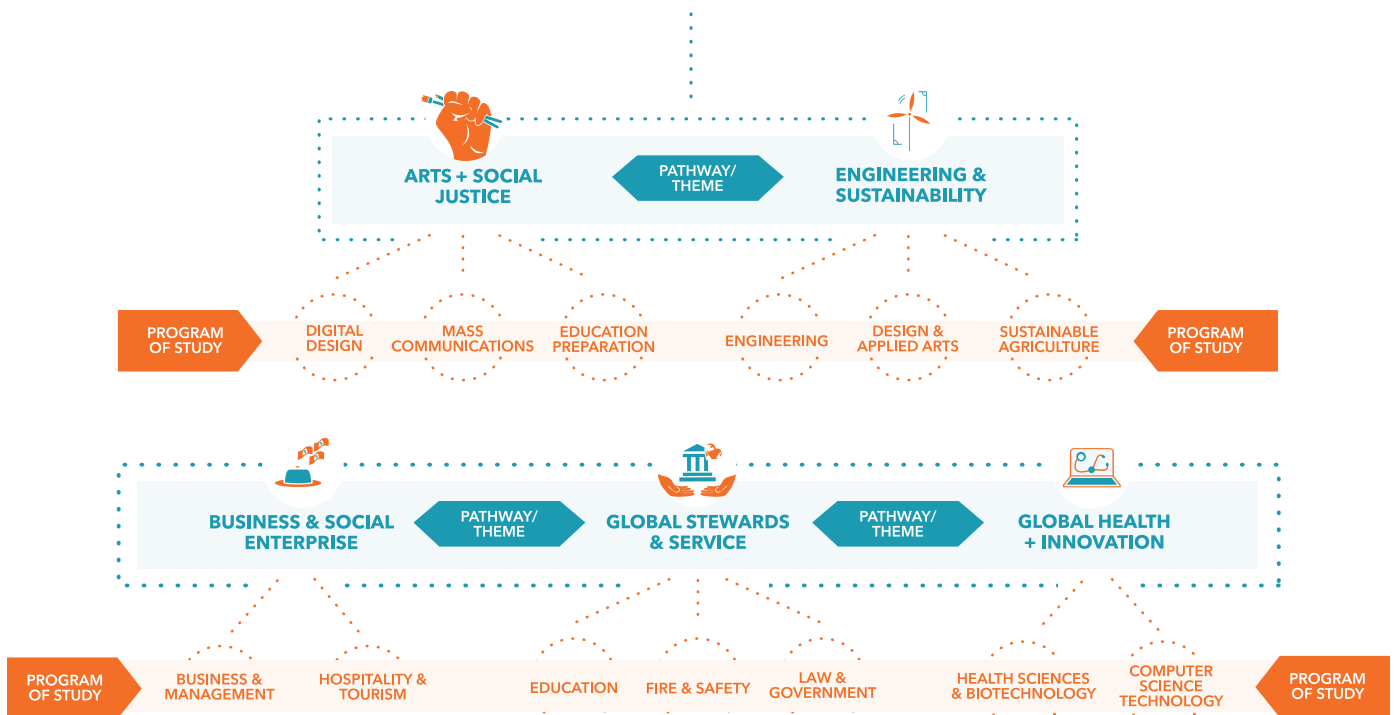 ARTS + SOCIAL
JUSTICE
PATHWAY/
THEME
ENGINEERING &
SUSTAINABILITY
PROGRAM
OF STUDY
DIGITAL
DESIGN
MASS
COMMUNICATIONS
EDUCATION
PREPARATION
ENGINEERING
DESIGN &
APPLIED ARTS
SUSTAINABLE
AGRICULTURE
PROGRAM
OF STUDY
BUSINESS & SOCIAL
ENTERPRISE
PATHWAY/
THEME
GLOBAL STEWARDS
& SERVICE
PATHWAY/
THEME
GLOBAL HEALTH
+ INNOVATION
PROGRAM
OF STUDY
BUSINESS &
MANAGEMENT
HOSPITALITY &
TOURISM
EDUCATION
FIRE & SAFETY
LAW &
GOVERNMENT
HEALTH SCIENCES
& BIOTECHNOLOGY
COMPUTER
SCIENCE
TECHNOLOGY
PROGRAM
OF STUDY